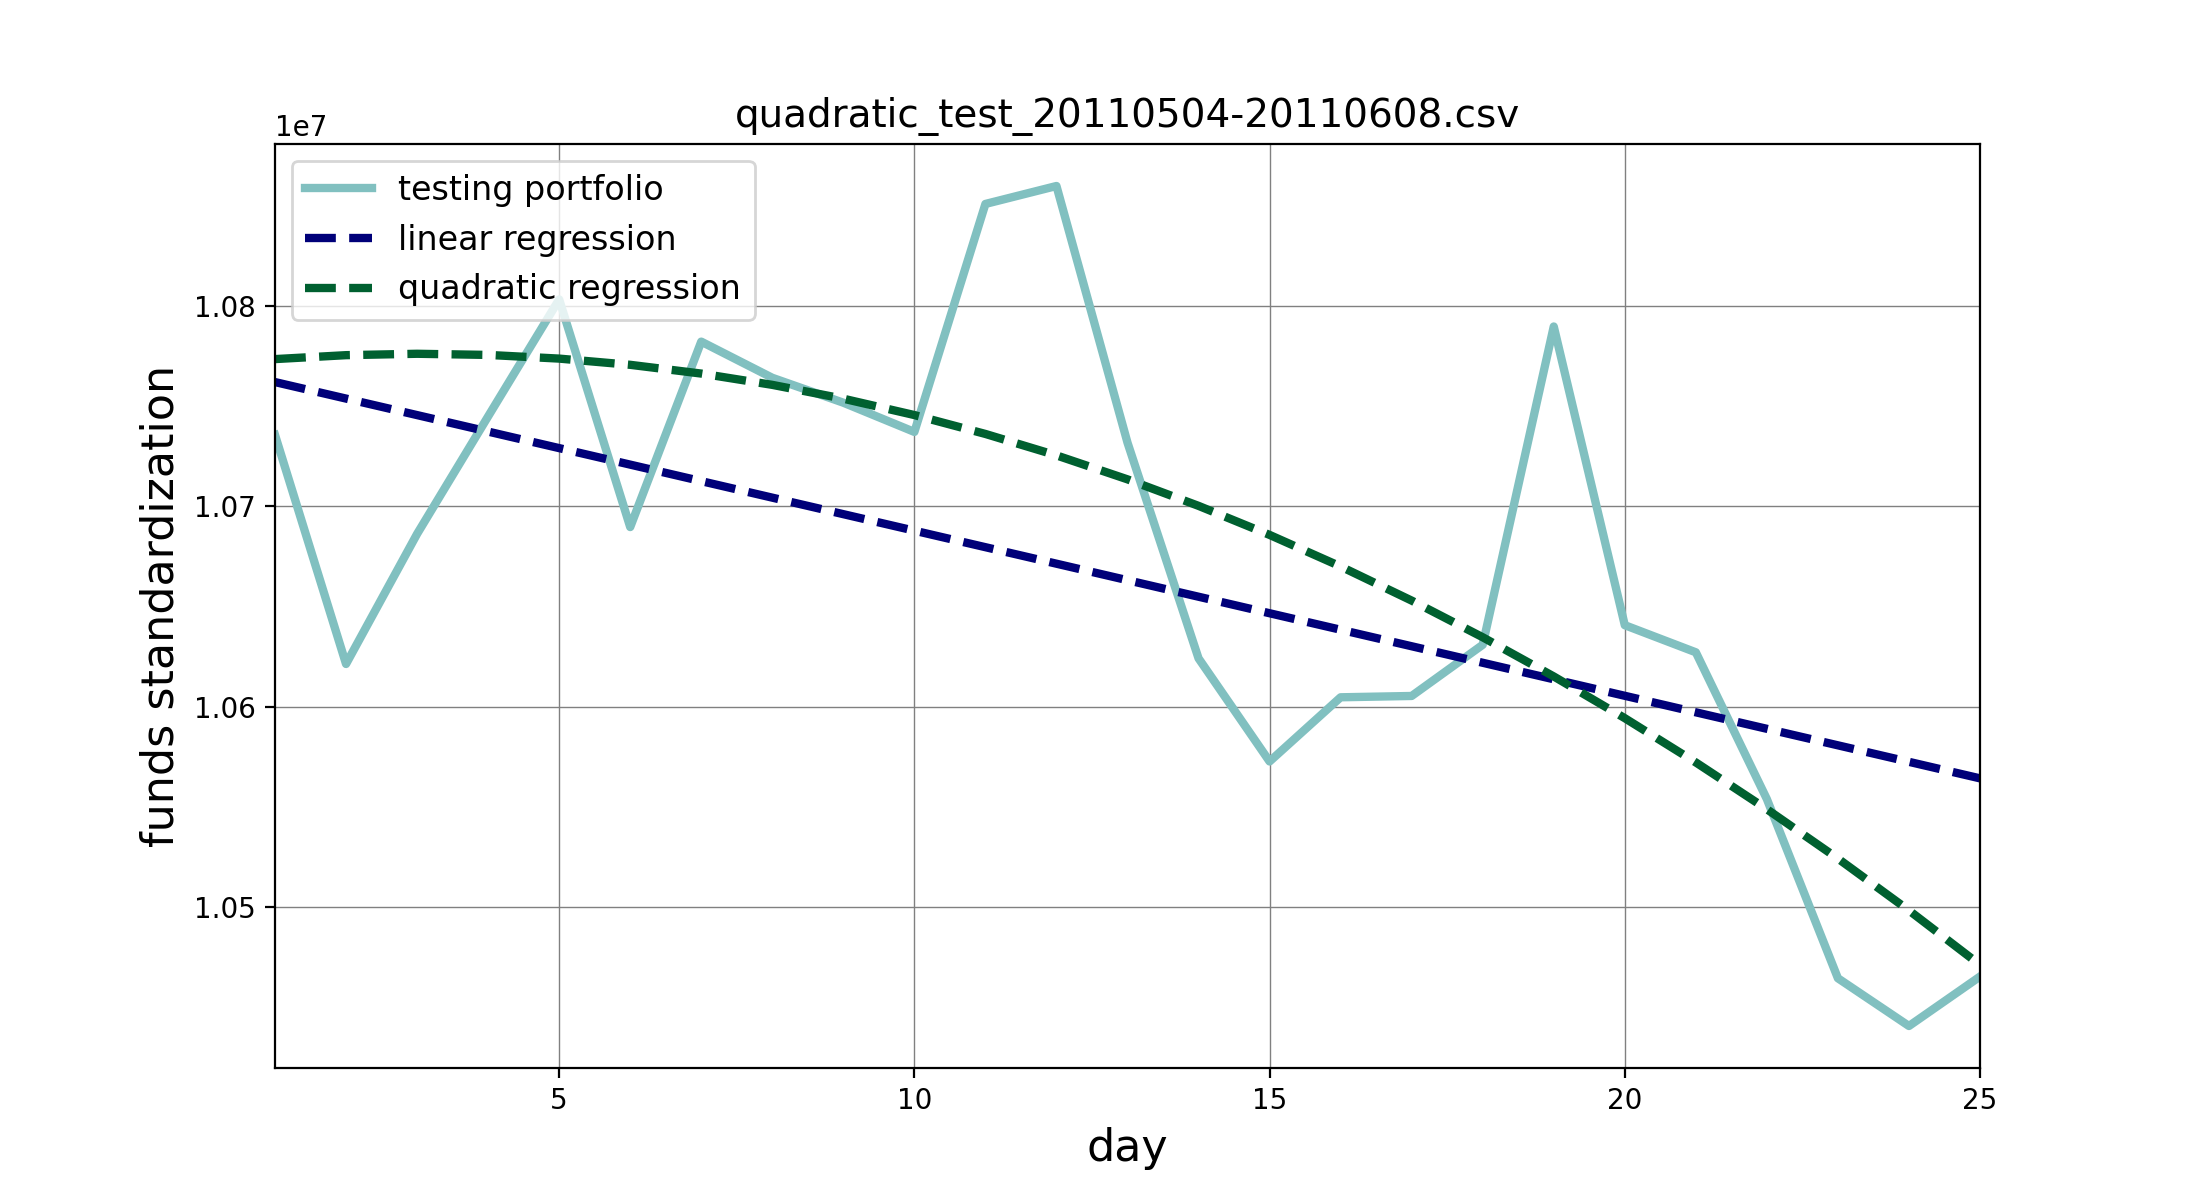 quadratic_test_20110504-20110608.csv
1e7
testing portfolio
linear regression
quadratic regression
1.08
1.07
1.06
1.05
funds standardization
5 10 15 20 25
day